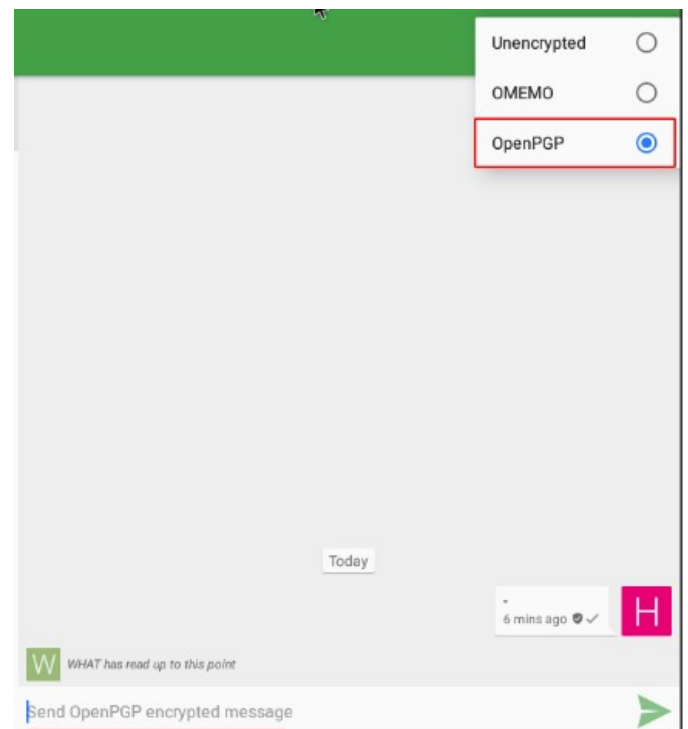 Unencrypted
OMEMO
OpenPGP
Today
-
6 mins ago
H
W
WHAT has read up to this point
Send OpenPGP encrypted message